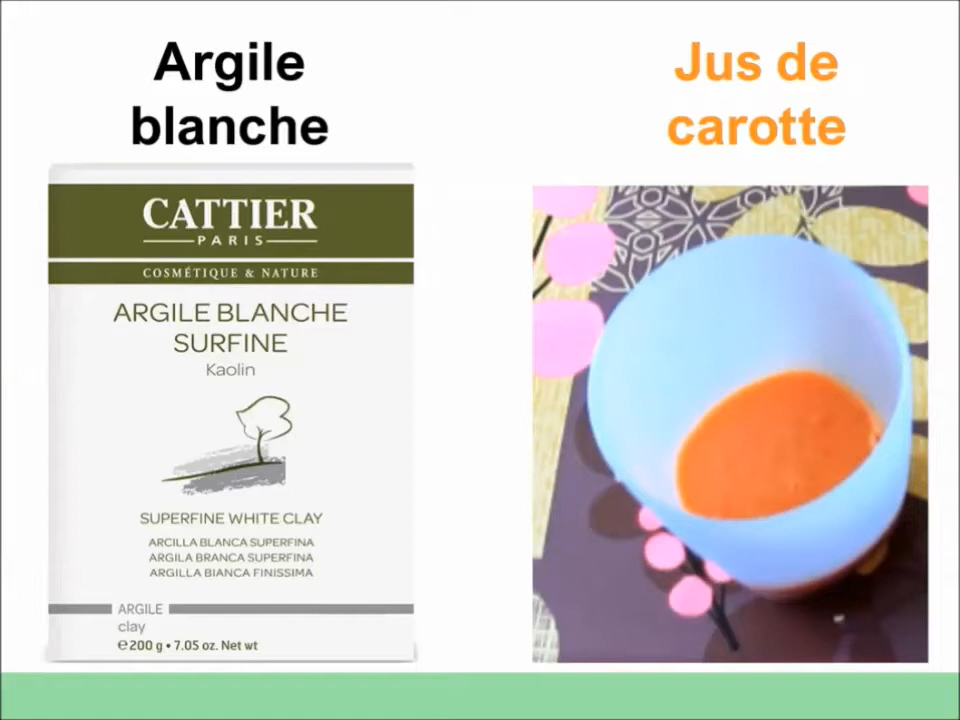 Argile
blanche
Jus de
carotte
CATTIER
PARIS
COSMÉTIQUE & NATURE
ARGILE BLANCHE
SURFINE
Kaolin
SUPERFINE WHITE CLAY
ARCILLA BLANCA SUPERFINA
ARGILA BRANCA SUPERFINA
ARGILLA BIANCA FINISSIMA
ARGILE
clay
℮200 g • 7.05 oz. Net wt